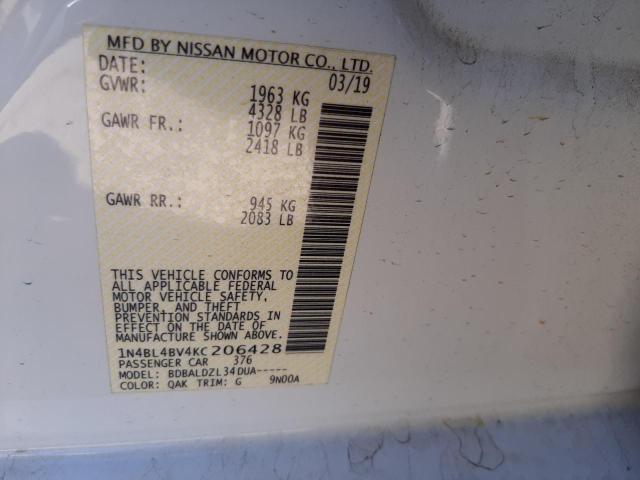 MFD BY NISSAN MOTOR CO., LTD.
DATE: 03/19
GVWR: 1963 KG
4328 LB
GAWR FR.: 1097 KG
2418 LB
GAWR RR.: 945 KG
2083 LB
THIS VEHICLE CONFORMS TO
ALL APPLICABLE FEDERAL
MOTOR VEHICLE SAFETY,
BUMPER, AND THEFT
PREVENTION STANDARDS IN
EFFECT ON THE DATE OF
MANUFACTURE SHOWN ABOVE.
1N4BL4BV4KC206428
PASSENGER CAR 376
MODEL: BDBALDZL34DUA-----
COLOR: QAK TRIM: G 9N00A